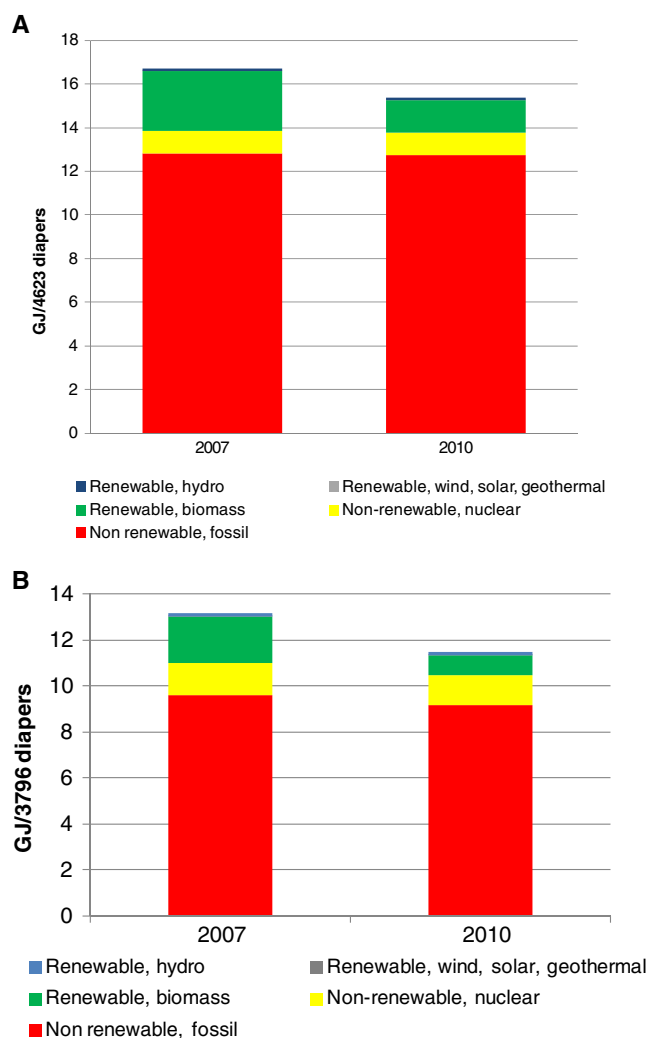 A
18
16
14
12
10
8
6
4
2
0
GJ/4623 diapers
2007 2010
Renewable, hydro Renewable, wind, solar, geothermal
Renewable, biomass Non-renewable, nuclear
Non renewable, fossil
B
14
12
10
8
6
4
2
0
GJ/3796 diapers
2007 2010
Renewable, hydro Renewable, wind, solar, geothermal
Renewable, biomass Non-renewable, nuclear
Non renewable, fossil